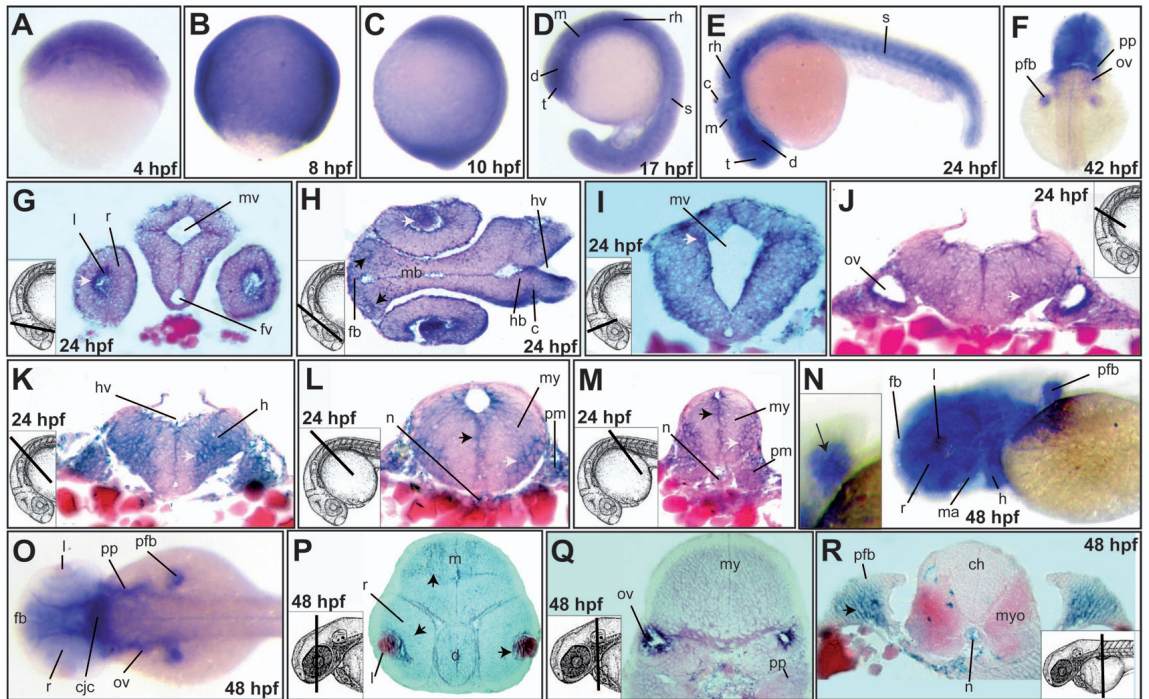 A
4 hpf
B
8 hpf
C
10 hpf
D
m
rh
d
t
s
17 hpf
E
s
rh
c
m
t
d
24 hpf
F
pfb
pp
ov
42 hpf
G
l
r
mv
fv
24 hpf
H
hv
mb
fb
hb
c
24 hpf
I
mv
24 hpf
J
24 hpf
ov
K
hv
h
24 hpf
L
24 hpf
my
n
pm
M
24 hpf
my
n
pm
N
fb
l
pfb
r
ma
h
48 hpf
O
l
pp
pfb
fb
r
cjc
ov
48 hpf
P
m
r
48 hpf
d
l
Q
my
ov
48 hpf
pp
R
48 hpf
pfb
ch
myo
n